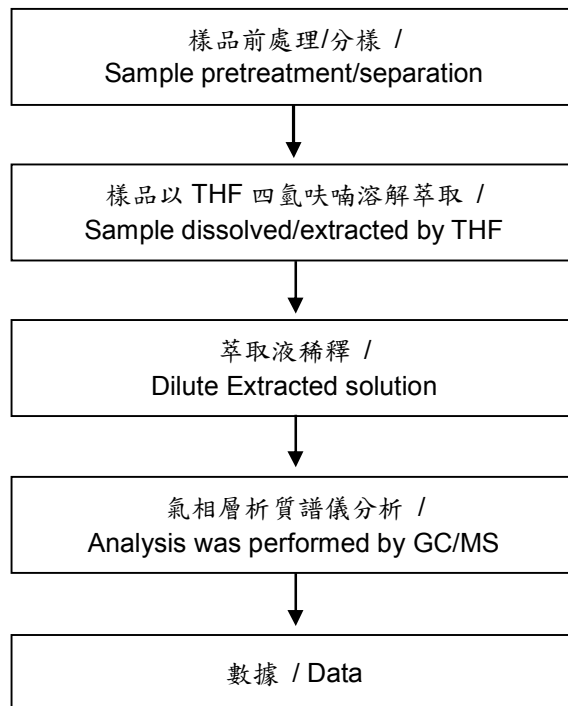 樣品前處理/分樣 /
Sample pretreatment/separation
樣品以 THF 四氫呋喃溶解萃取 /
Sample dissolved/extracted by THF
萃取液稀釋 /
Dilute Extracted solution
氣相層析質譜儀分析 /
Analysis was performed by GC/MS
數據 / Data